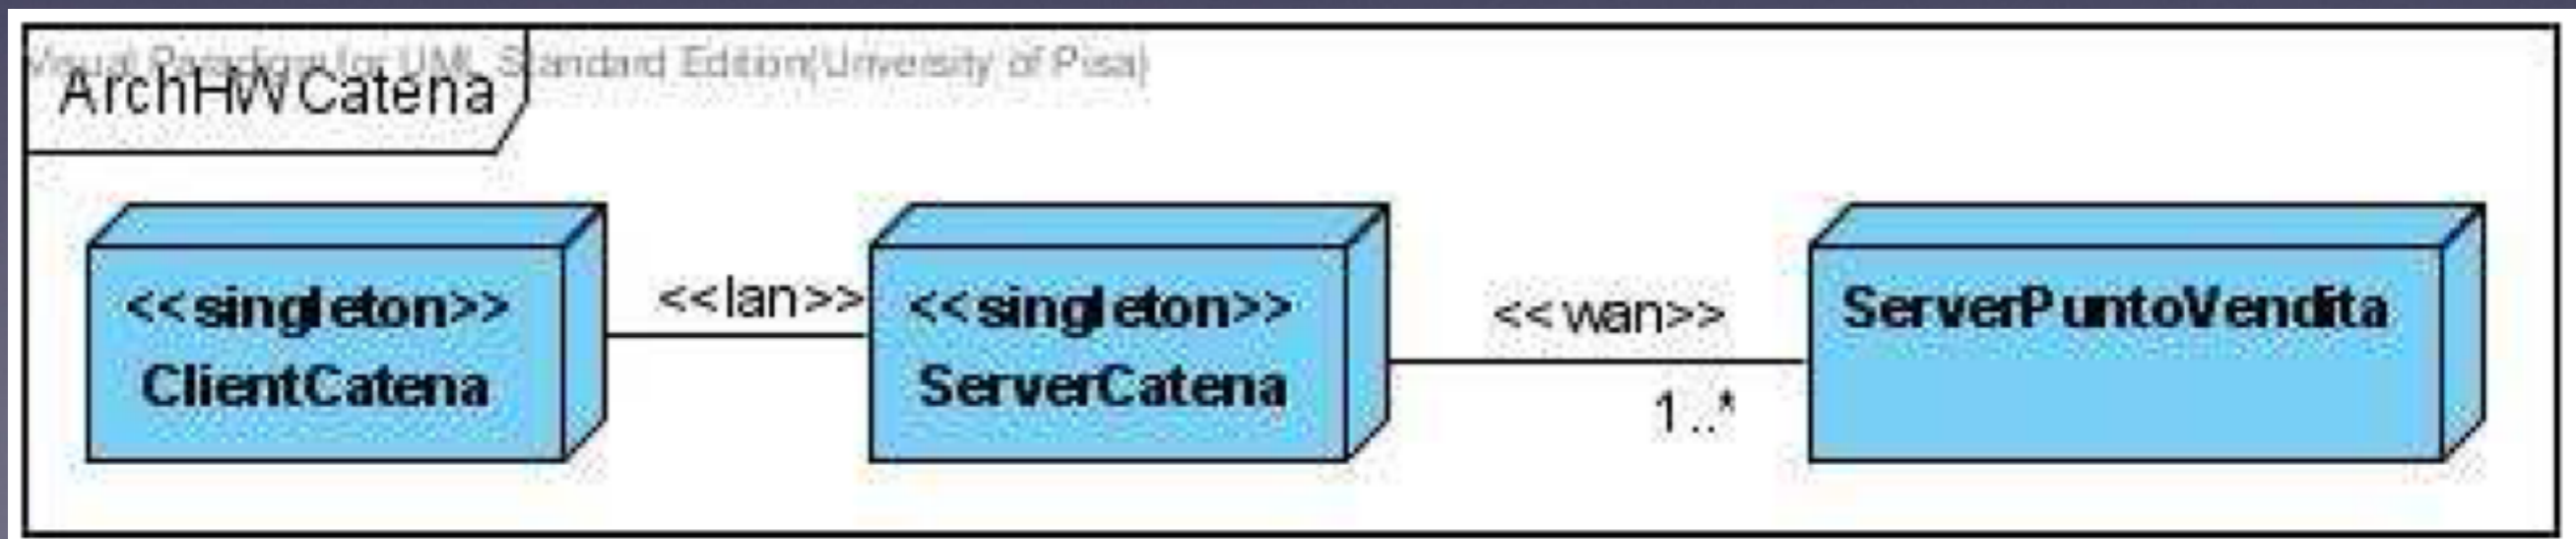 Visual Paradigm for UML Standard Edition(University of Pisa)
ArchHWCatena
<<singleton>>
ClientCatena
<<lan>>
<<singleton>>
ServerCatena
<<wan>>
1..*
ServerPuntoVendita